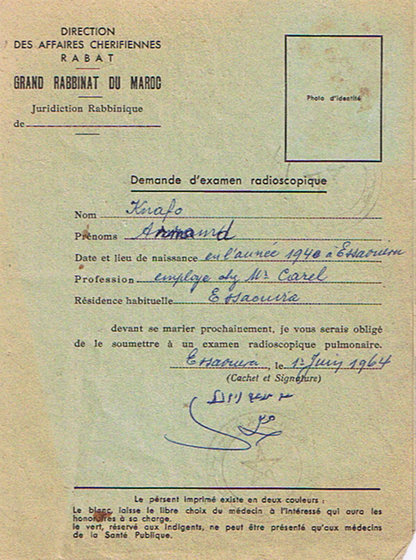 DIRECTION
DES AFFAIRES CHERIFIENNES
RABAT
GRAND RABBINAT DU MAROC
Juridiction Rabbinique
de
Photo d'identité
Demande d'examen radioscopique
Nom Knafo
Prénoms Armand
Date et lieu de naissance en l'année 1940 à Essaouira
Profession employe chez Mr Carel
Résidence habituelle Essaouira
devant se marier prochainement, je vous serais obligé
de le soumettre à un examen radioscopique pulmonaire.
Essaouira, le 1r Juin 1964
(Cachet et Signature)
Le pérsent imprimé existe en deux couleurs :
Le blanc, laisse le libre choix du médecin à l'intéressé qui aura les
honoraires à sa charge.
le vert, réservé aux indigents, ne peut être présenté qu'aux médecins
de la Santé Publique.